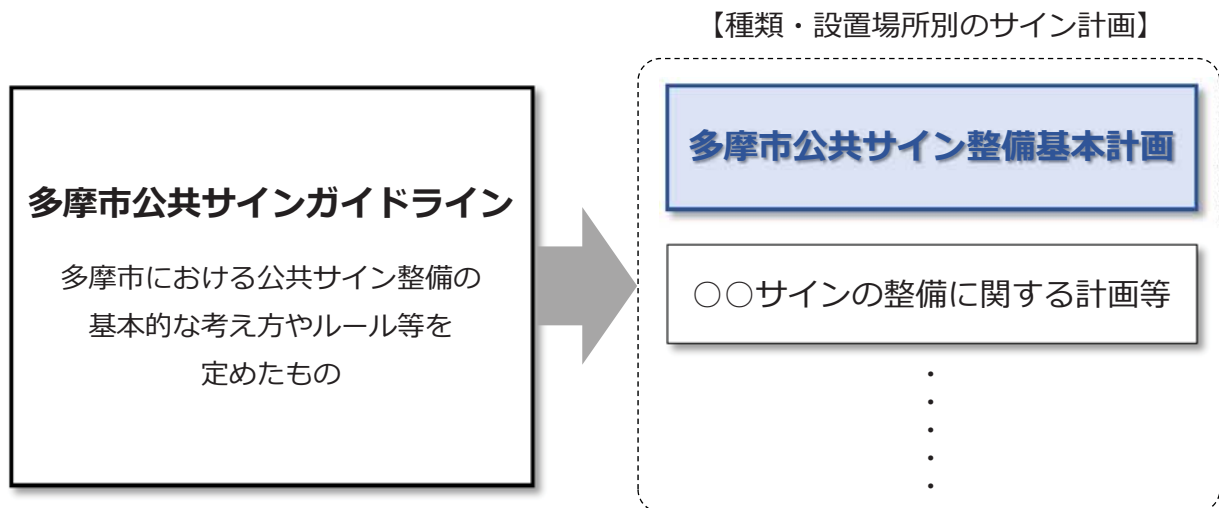 【種類・設置場所別のサイン計画】
多摩市公共サインガイドライン
多摩市における公共サイン整備の
基本的な考え方やルール等を
定めたもの
多摩市公共サイン整備基本計画
○○サインの整備に関する計画等
・
・
・
・
・